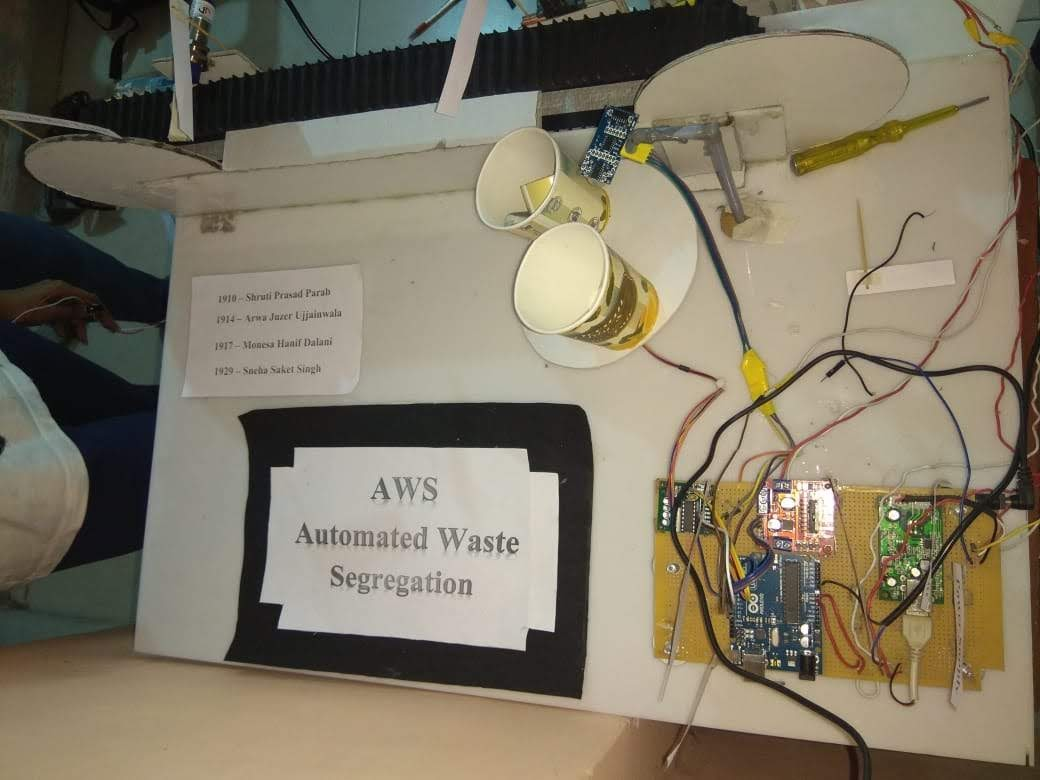 1910 – Shruti Prasad Parab
1914 – Arwa Juzer Ujjainwala
1917 – Monesa Hanif Dalani
1929 – Sneha Saket Singh
AWS
Automated Waste
Segregation